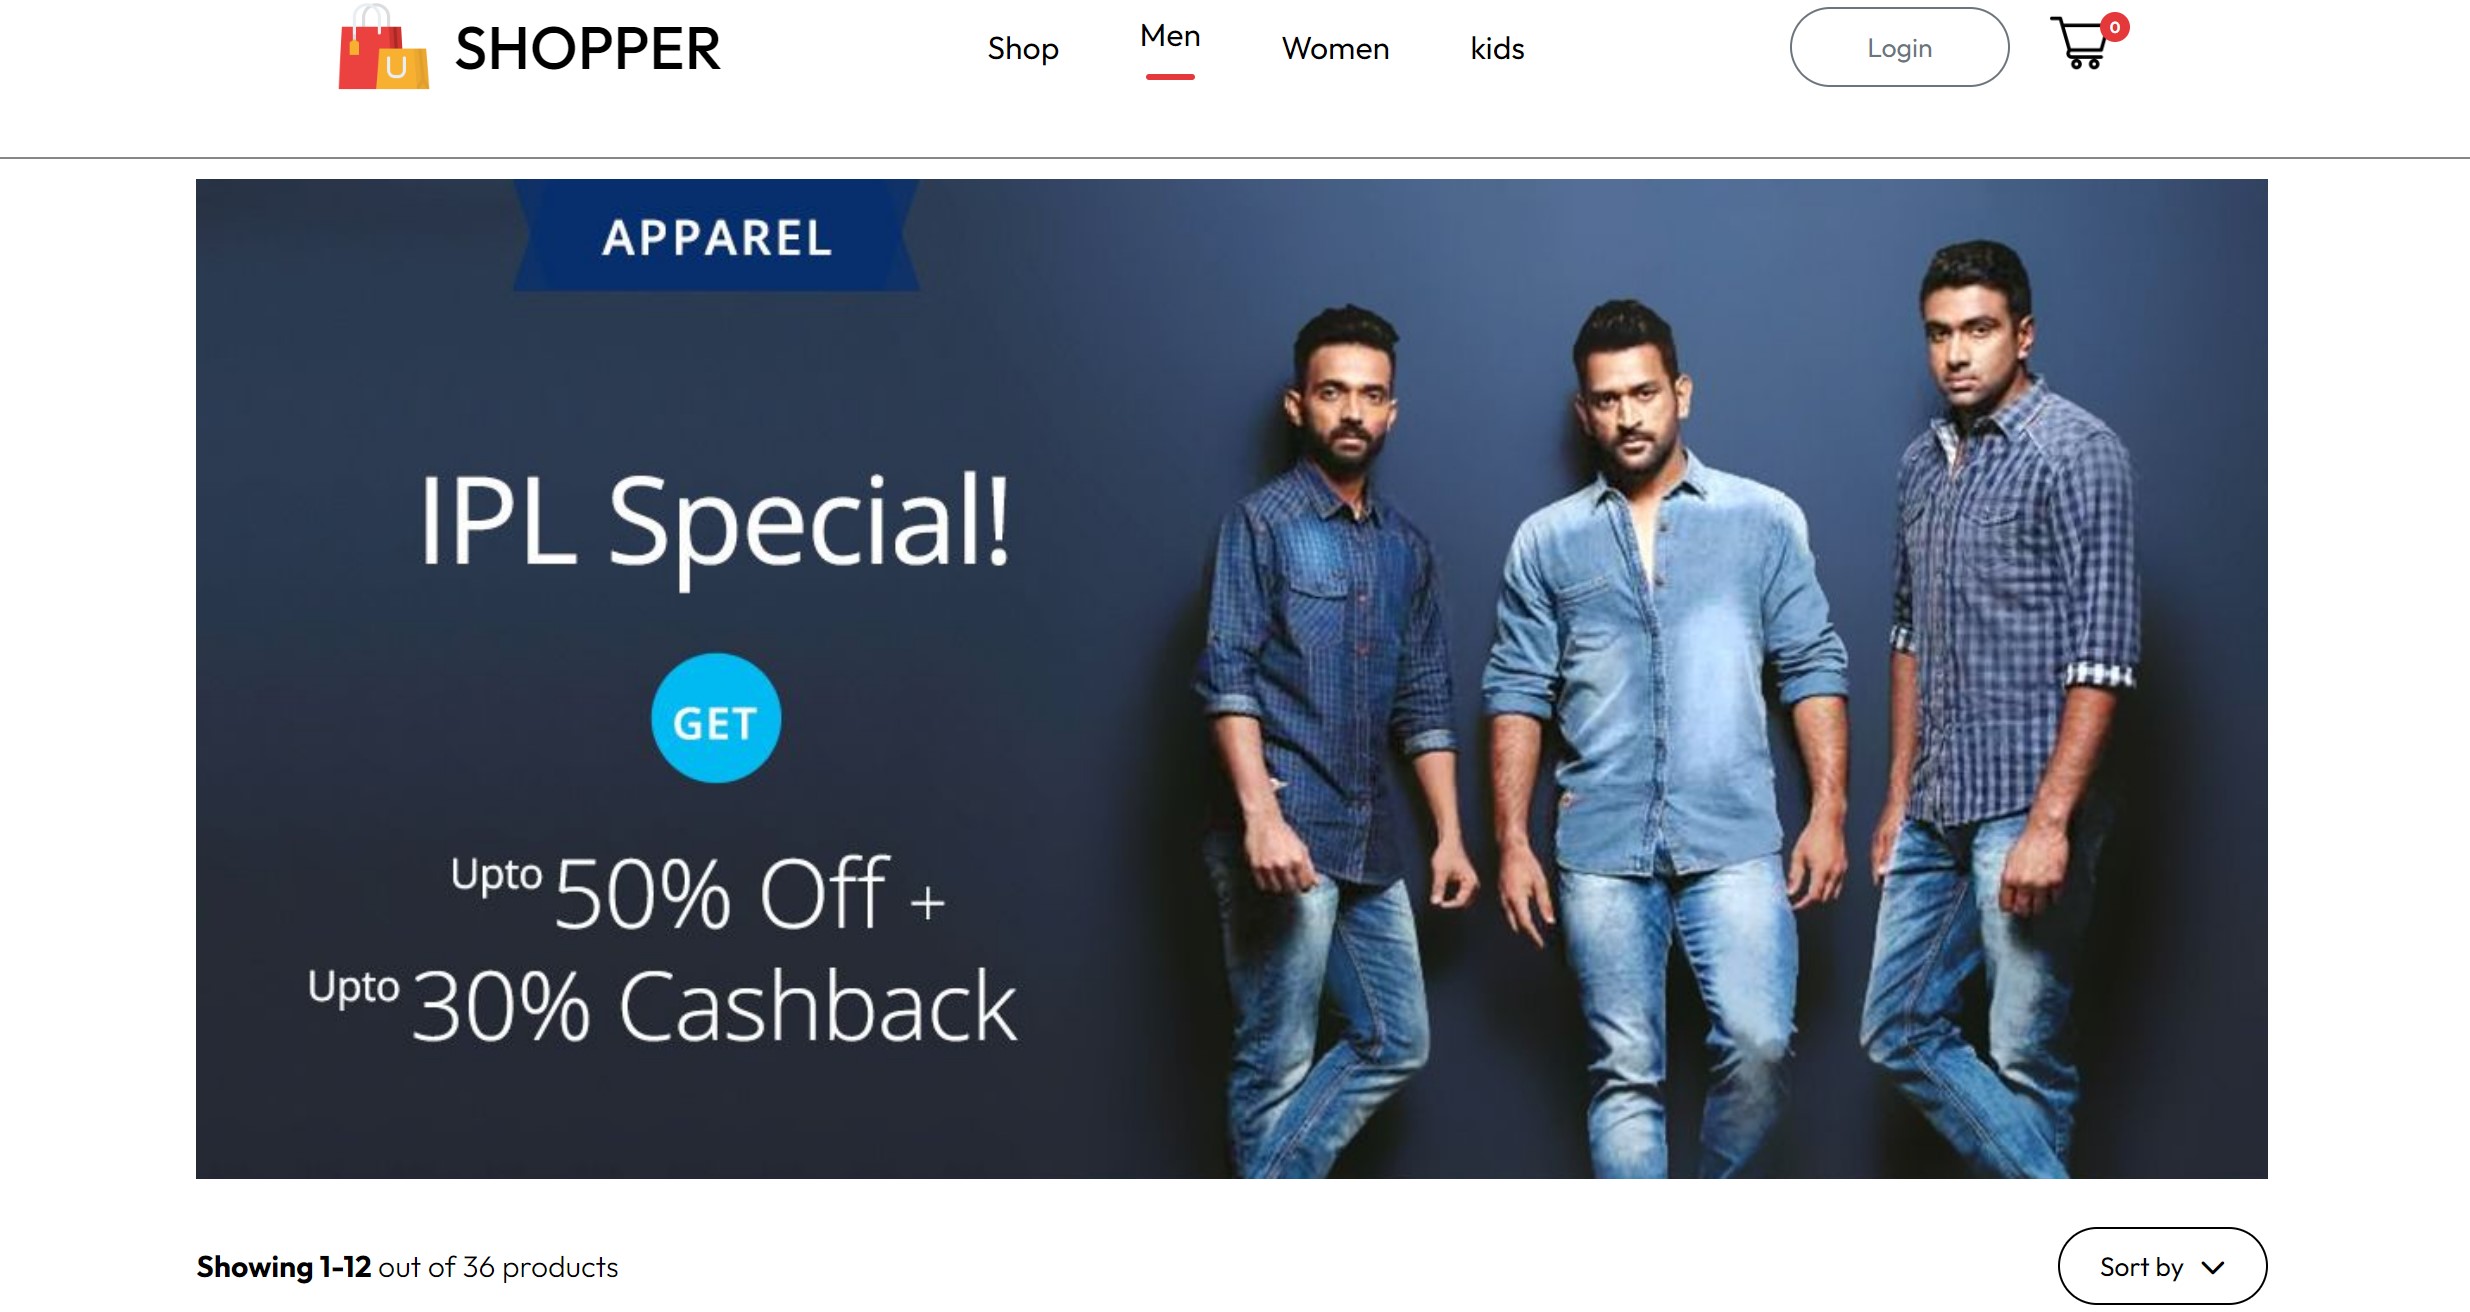 SHOPPER
Shop
Men
Women
kids
Login
0
APPAREL
IPL Special!
GET
Upto 50% Off +
Upto 30% Cashback
Showing 1-12 out of 36 products
Sort by